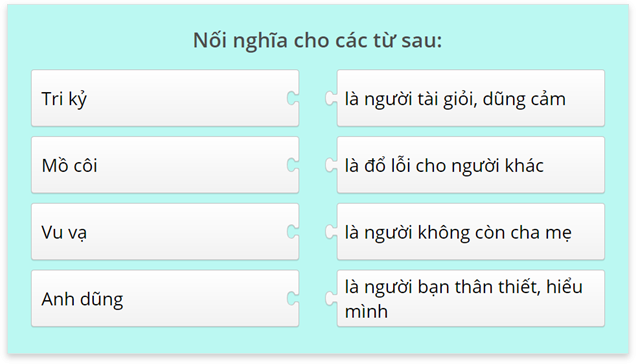 Nối nghĩa cho các từ sau:
Tri kỷ
là người tài giỏi, dũng cảm
Mồ côi
là đổ lỗi cho người khác
Vu vạ
là người không còn cha mẹ
Anh dũng
là người bạn thân thiết, hiểu
mình